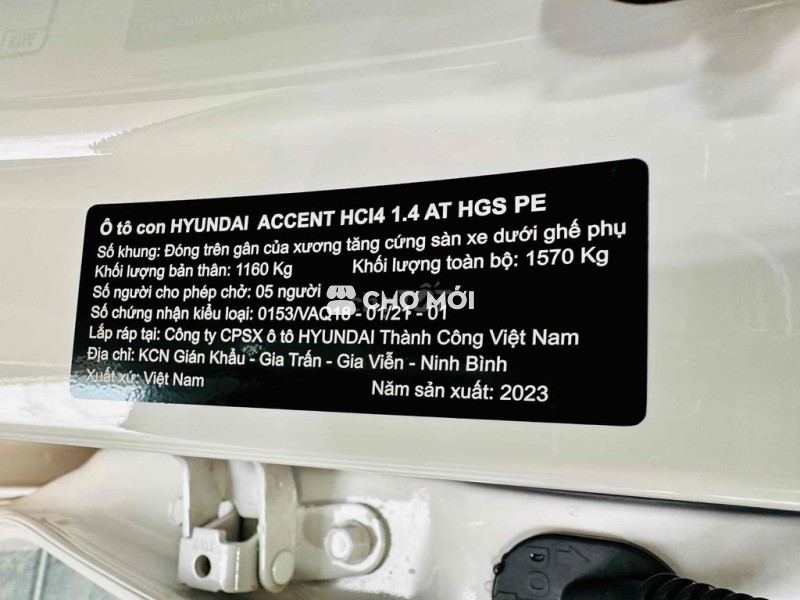 Ô tô con HYUNDAI ACCENT HCI4 1.4 AT HGS PE
Số khung: Đóng trên gân của xương tăng cứng sàn xe dưới ghế phụ
Khối lượng bản thân: 1160 Kg Khối lượng toàn bộ: 1570 Kg
Số người cho phép chở: 05 người
CHỢ MỚI
Số chứng nhận kiểu loại: 0153/VAQ18 - 01/21 - 01
Lắp ráp tại: Công ty CPSX ô tô HYUNDAI Thành Công Việt Nam
Địa chỉ: KCN Gián Khẩu - Gia Trấn - Gia Viễn - Ninh Bình
Xuất xứ: Việt Nam Năm sản xuất: 2023